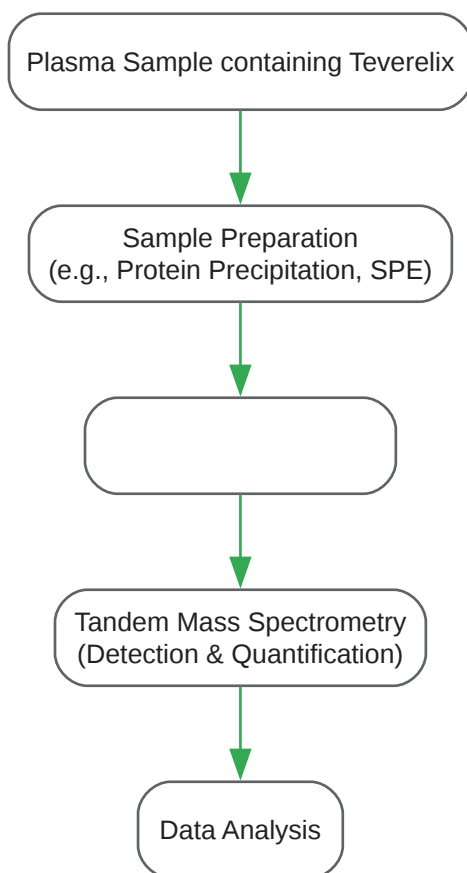 Plasma Sample containing Teverelix
Sample Preparation
(e.g., Protein Precipitation, SPE)
Tandem Mass Spectrometry
(Detection & Quantification)
Data Analysis